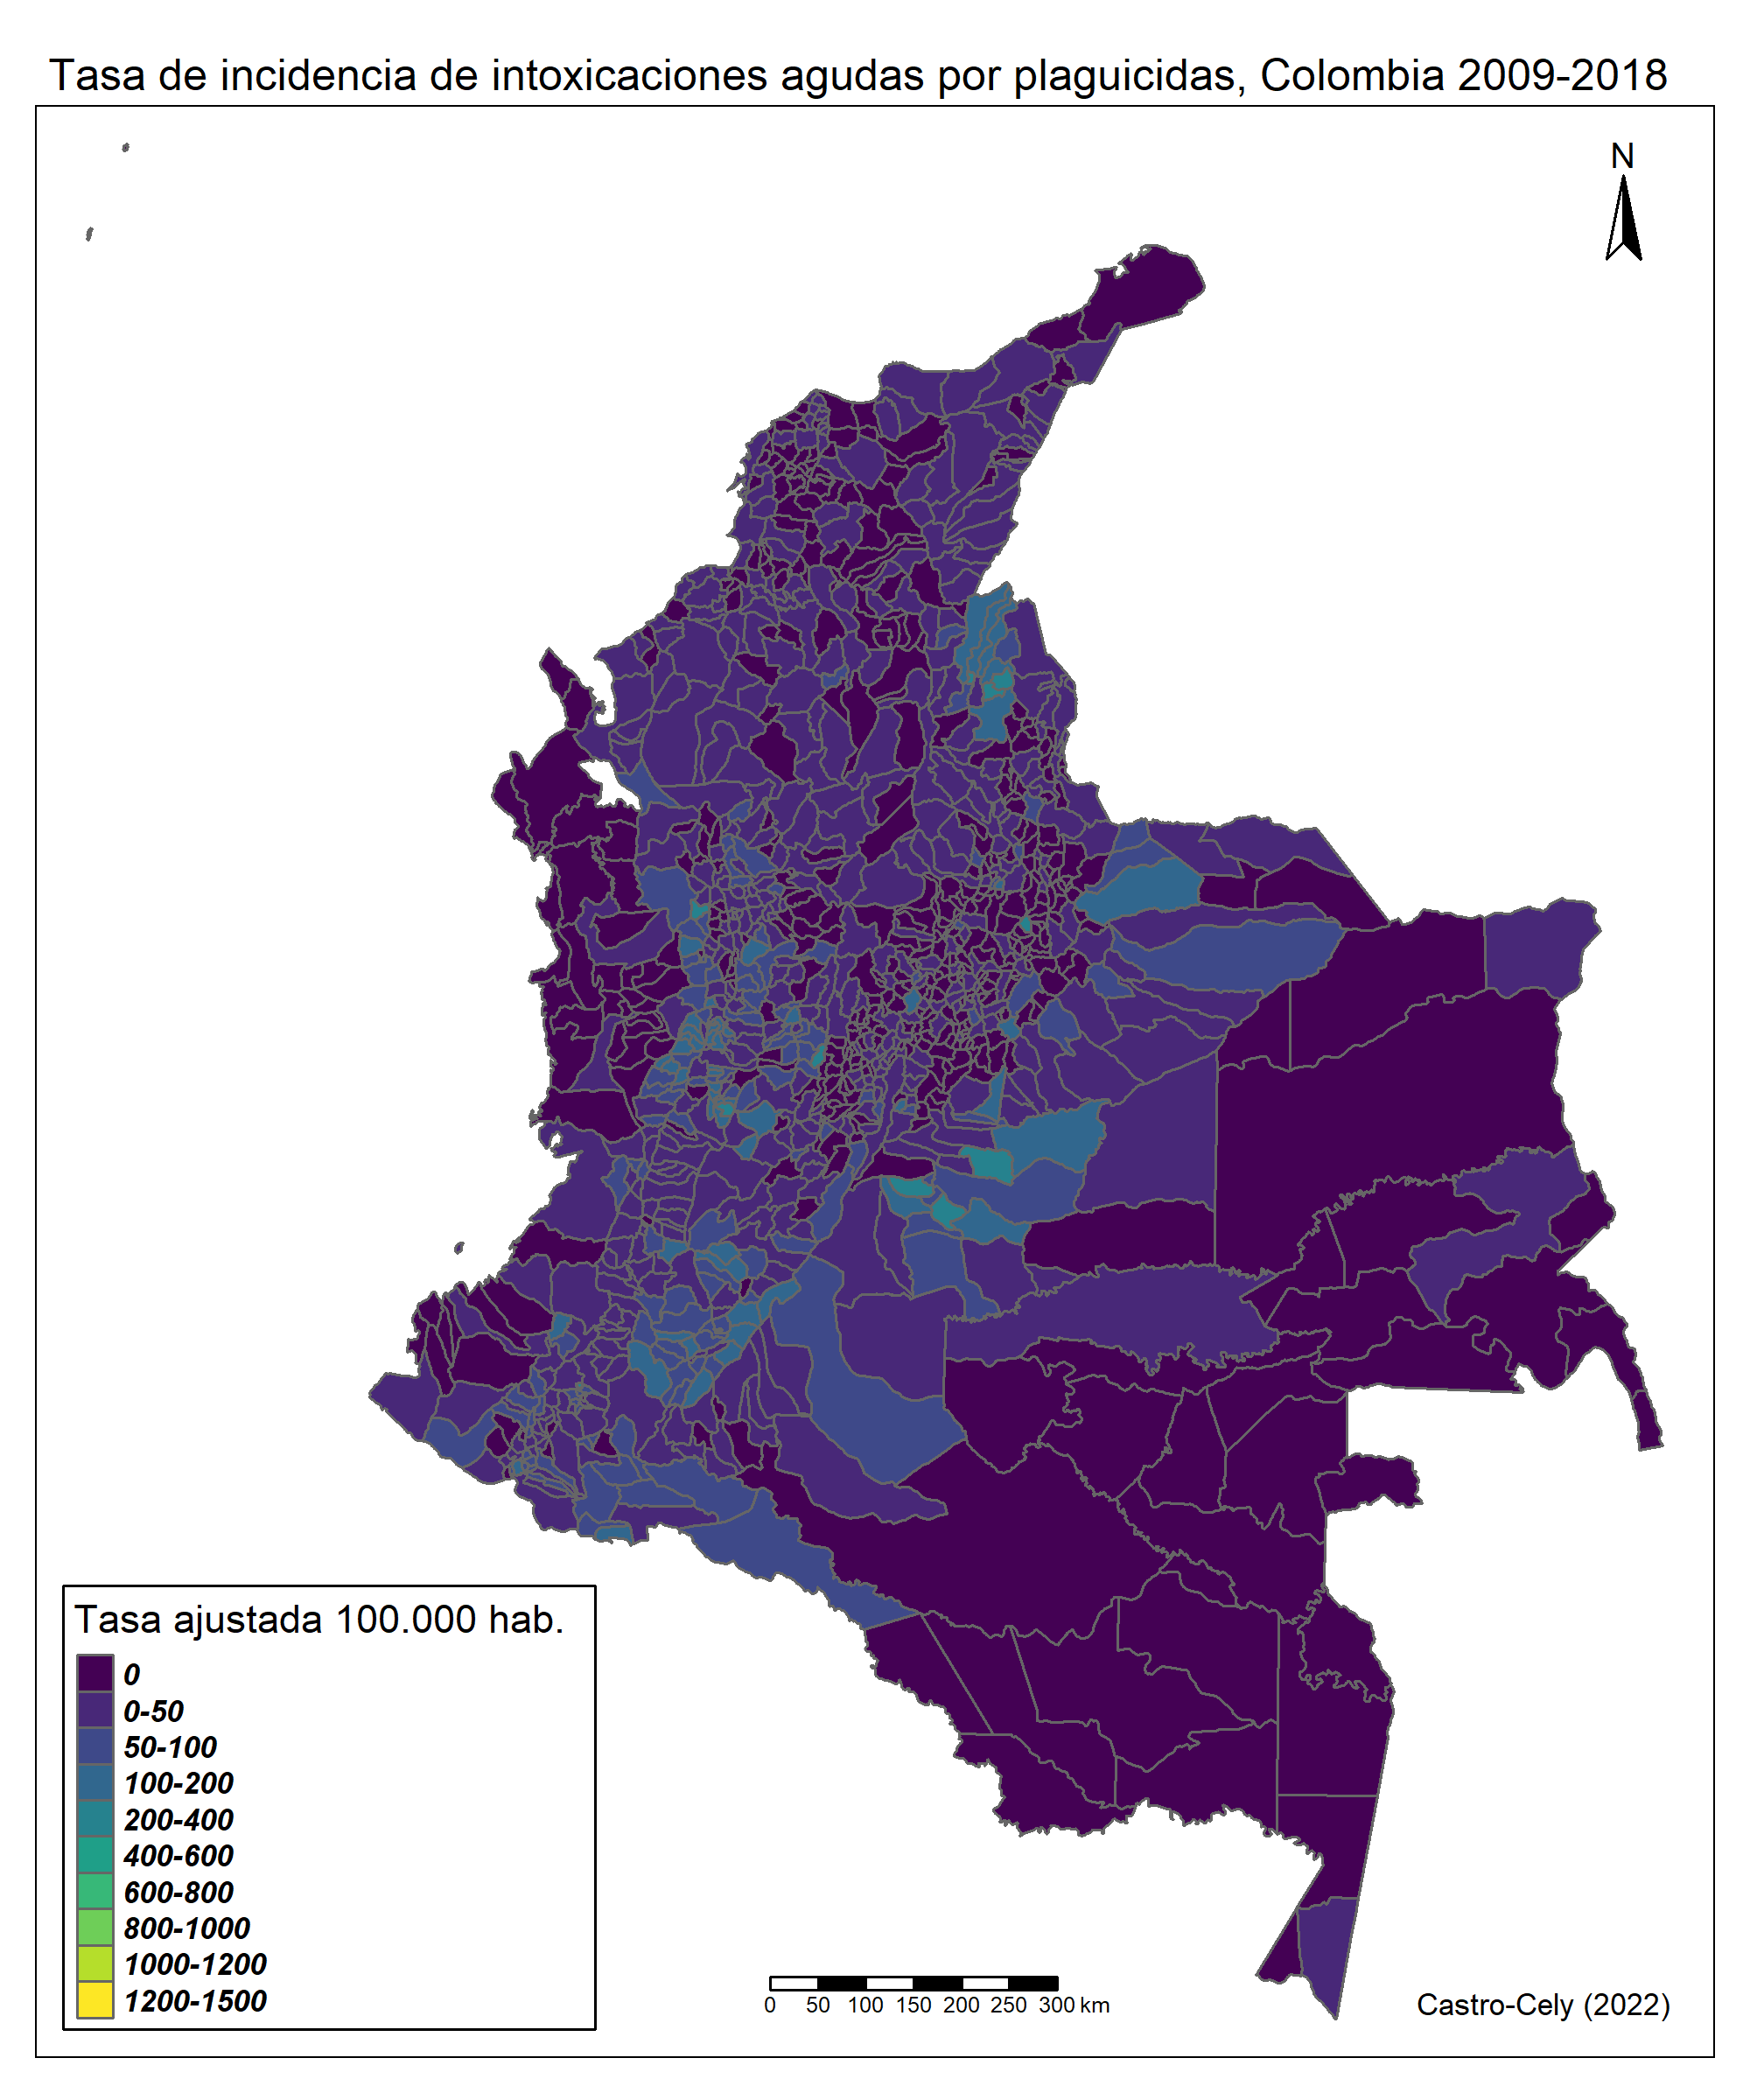 Tasa de incidencia de intoxicaciones agudas por plaguicidas, Colombia 2009-2018
N
Tasa ajustada 100.000 hab.
0
0-50
50-100
100-200
200-400
400-600
600-800
800-1000
1000-1200
1200-1500
0 50 100 150 200 250 300 km
Castro-Cely (2022)